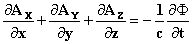 ∂A_X/∂x + ∂A_Y/∂y + ∂A_Z/∂z = - 1/c ∂Φ/∂t